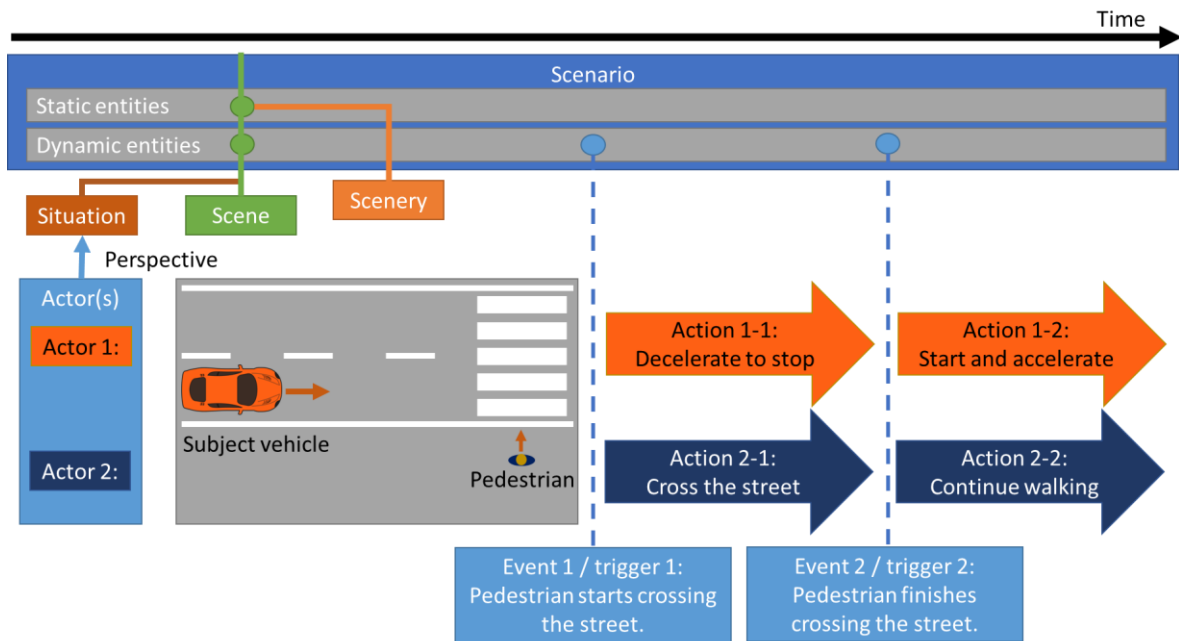 Time
Scenario
Static entities
Dynamic entities
Situation
Scene
Scenery
Perspective
Actor(s)
Actor 1:
Actor 2:
Subject vehicle
Pedestrian
Action 1-1:
Decelerate to stop
Action 1-2:
Start and accelerate
Action 2-1:
Cross the street
Action 2-2:
Continue walking
Event 1 / trigger 1:
Pedestrian starts crossing
the street.
Event 2 / trigger 2:
Pedestrian finishes
crossing the street.